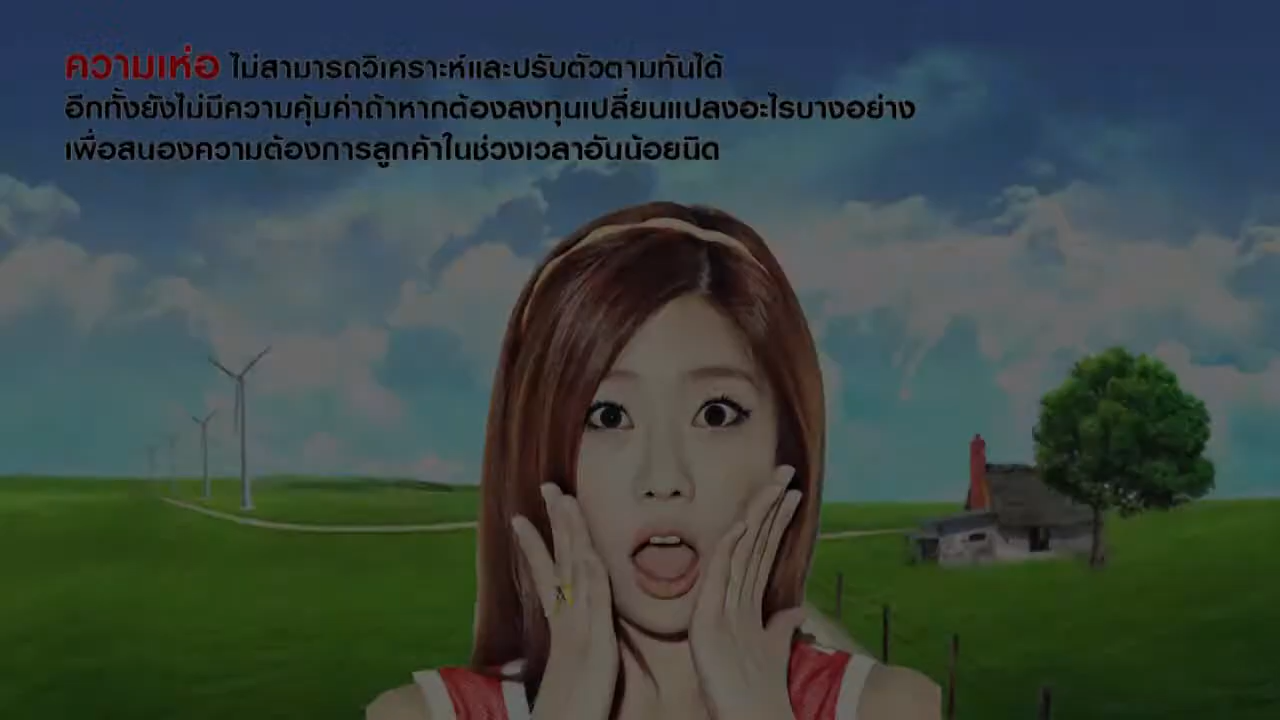 ความเห่อ ไม่สามารถวิเคราะห์และปรับตัวตามทันได้
อีกทั้งยังไม่มีความคุ้มค่าถ้าหากต้องลงทุนเปลี่ยนแปลงอะไรบางอย่าง
เพื่อสนองความต้องการลูกค้าในช่วงเวลาอันน้อยนิด